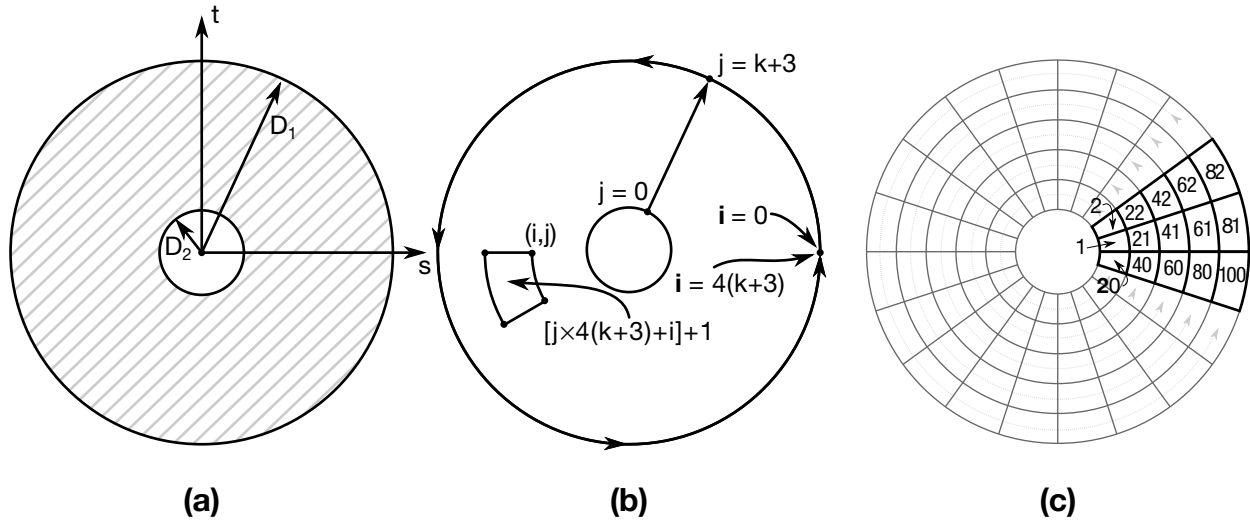 t
D₁
D₂
s
(a)
j = k+3
j = 0
i = 0
(i,j)
i = 4(k+3)
[j×4(k+3)+i]+1
(b)
82
62
42
2
22
81
61
41
1
21
40
60
80
100
20
(c)